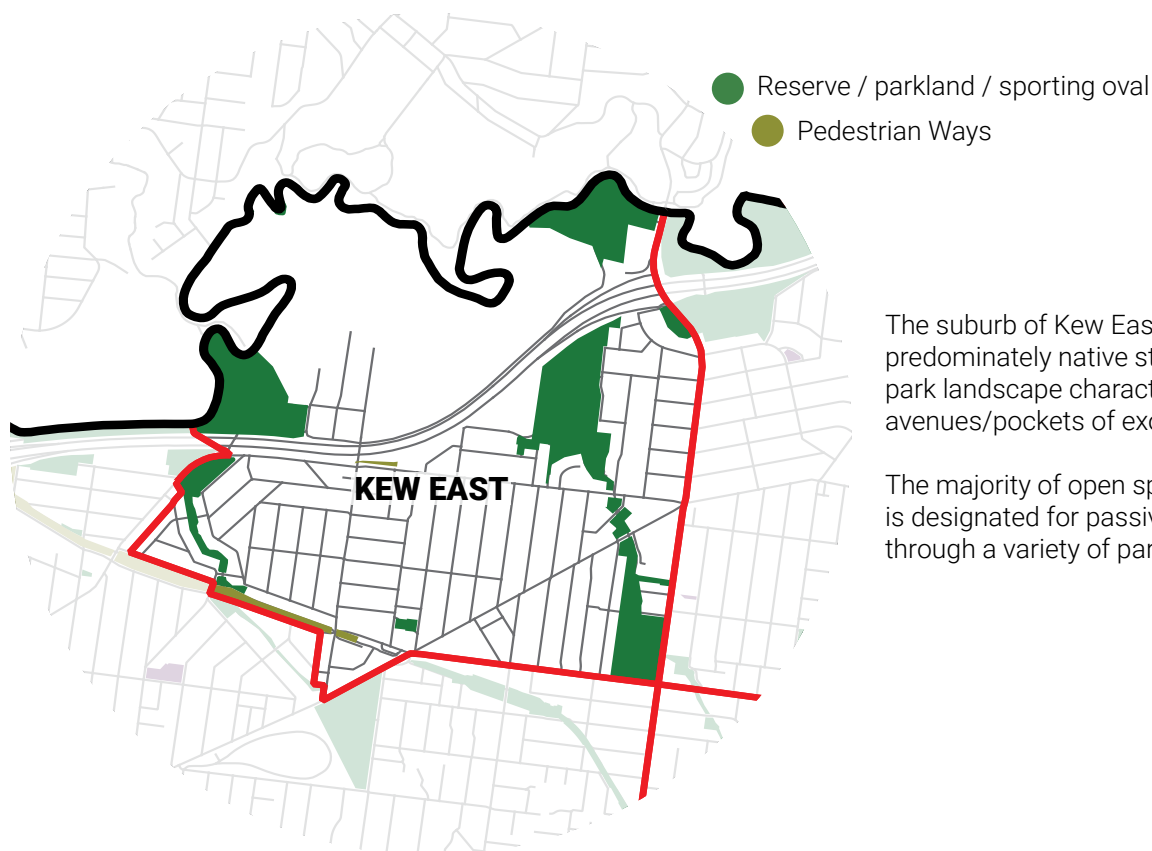 Reserve / parkland / sporting oval
Pedestrian Ways
KEW EAST
The suburb of Kew Eas
predominately native st
park landscape charact
avenues/pockets of exo
The majority of open sp
is designated for passiv
through a variety of par